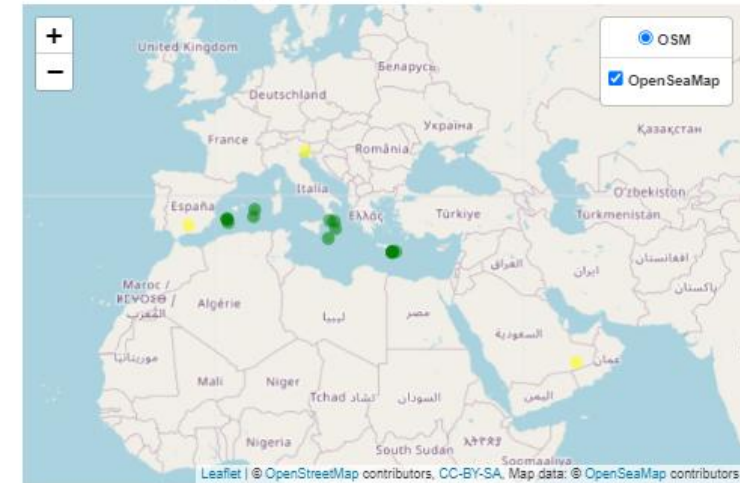 +
−
OSM
OpenSeaMap
United Kingdom
Беларусь
Deutschland
Україна
Қазақстан
France
România
Italia
O'zbekiston
España
Ελλάς
Türkiye
Türkmenistan
افغانستان
العراق
ایران
پاکستان
Maroc /
ⵍⵎⵖⵔⵉⴱ /
المغرب
Algérie
ليبيا
مصر
السعودية
موريتانيا
عمان
Mali
Niger
Tchad تشاد
السودان
اليمن
Nigeria
South Sudan
Soomaaliya
Leaflet | © OpenStreetMap contributors, CC-BY-SA, Map data: © OpenSeaMap contributors